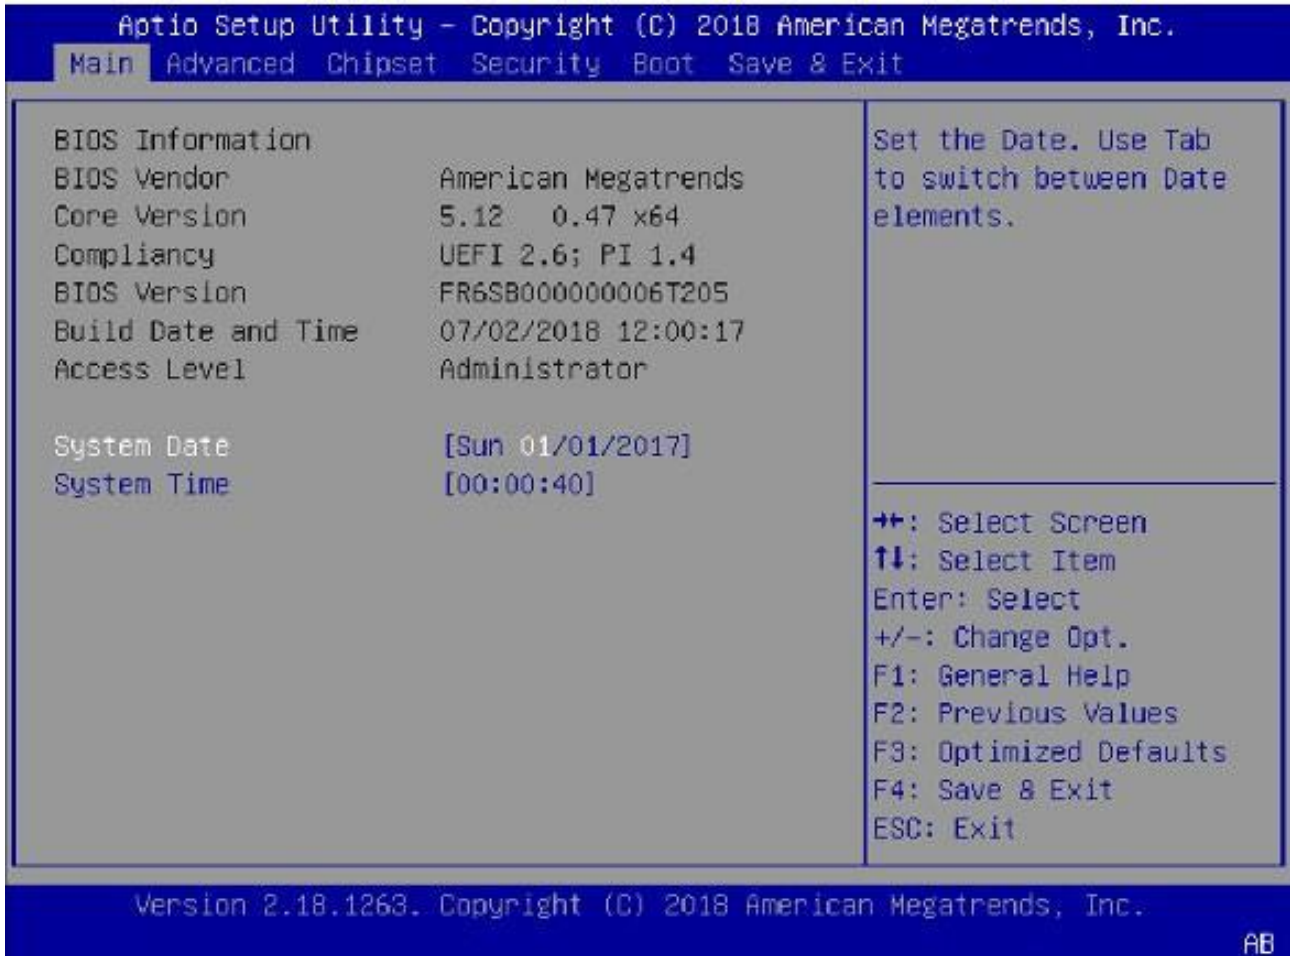 Aptio Setup Utility – Copyright (C) 2018 American Megatrends, Inc.
Main Advanced Chipset Security Boot Save & Exit
BIOS Information
BIOS Vendor American Megatrends
Core Version 5.12 0.47 x64
Compliancy UEFI 2.6; PI 1.4
BIOS Version FR6SB000000006T205
Build Date and Time 07/02/2018 12:00:17
Access Level Administrator
System Date [Sun 01/01/2017]
System Time [00:00:40]
Set the Date. Use Tab
to switch between Date
elements.
→←: Select Screen
↑↓: Select Item
Enter: Select
+/-: Change Opt.
F1: General Help
F2: Previous Values
F3: Optimized Defaults
F4: Save & Exit
ESC: Exit
Version 2.18.1263. Copyright (C) 2018 American Megatrends, Inc.
AB